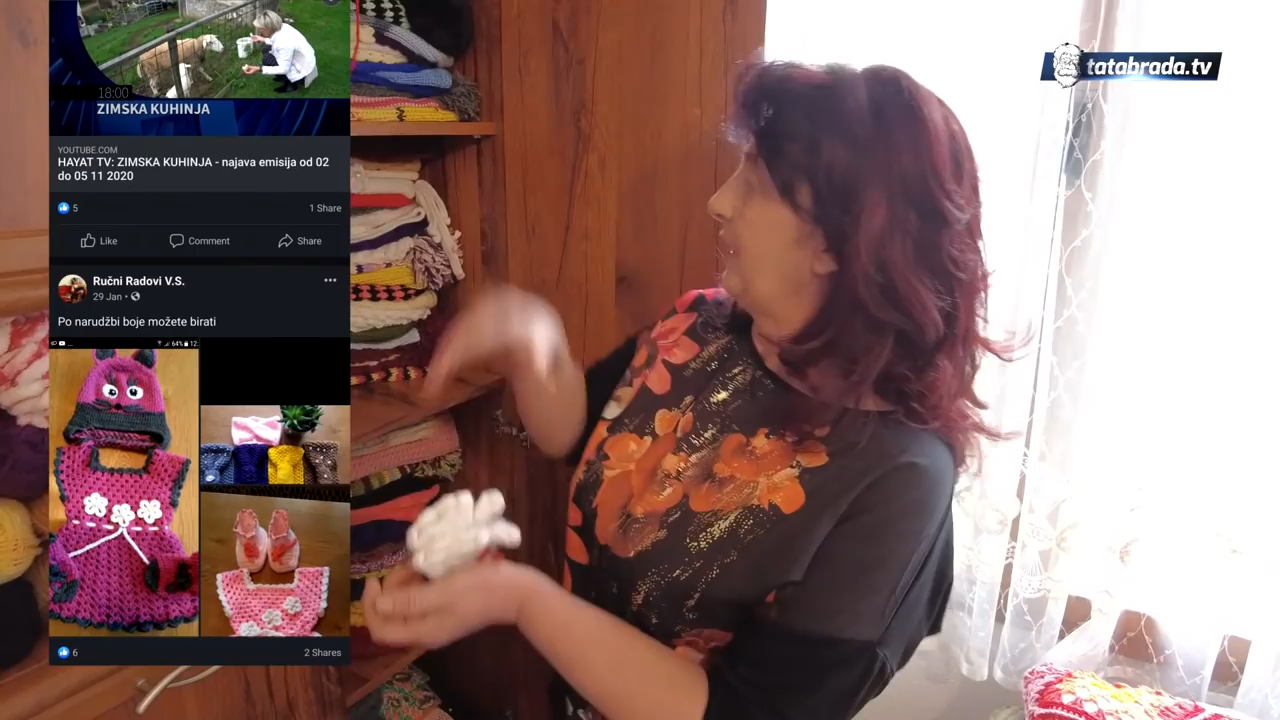 18:00
ZIMSKA KUHINJA
YOUTUBE.COM
HAYAT TV: ZIMSKA KUHINJA - najava emisija od 02
do 05 11 2020
5
1 Share
Like
Comment
Share
Ručni Radovi V.S.
29 Jan
Po narudžbi boje možete birati
64%
12:
6
2 Shares
tatabrada.tv